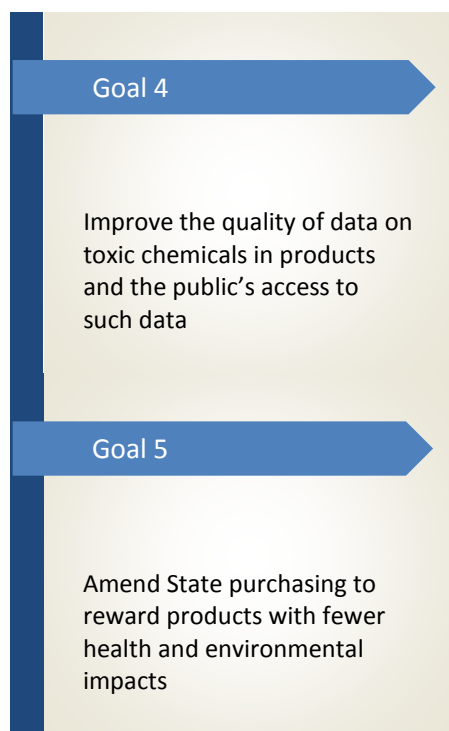 Goal 4
Improve the quality of data on
toxic chemicals in products
and the public’s access to
such data
Goal 5
Amend State purchasing to
reward products with fewer
health and environmental
impacts